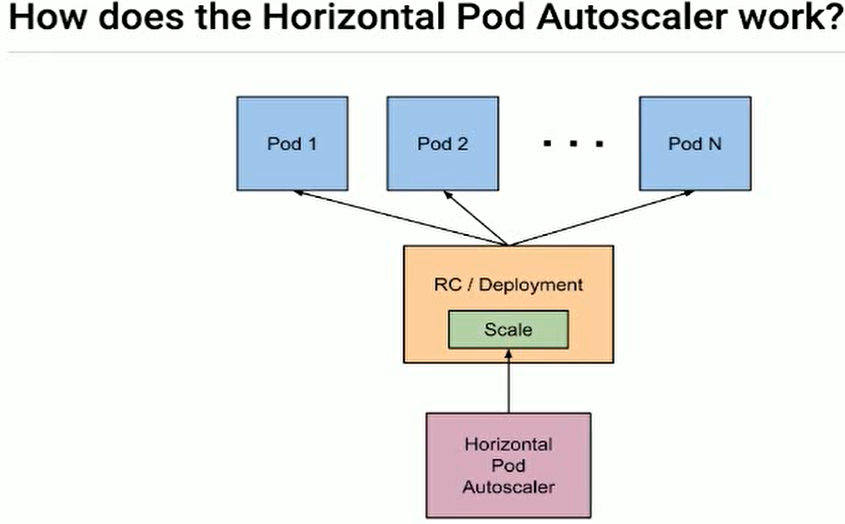 How does the Horizontal Pod Autoscaler work?
Pod 1
Pod 2
. . .
Pod N
RC / Deployment
Scale
Horizontal
Pod
Autoscaler